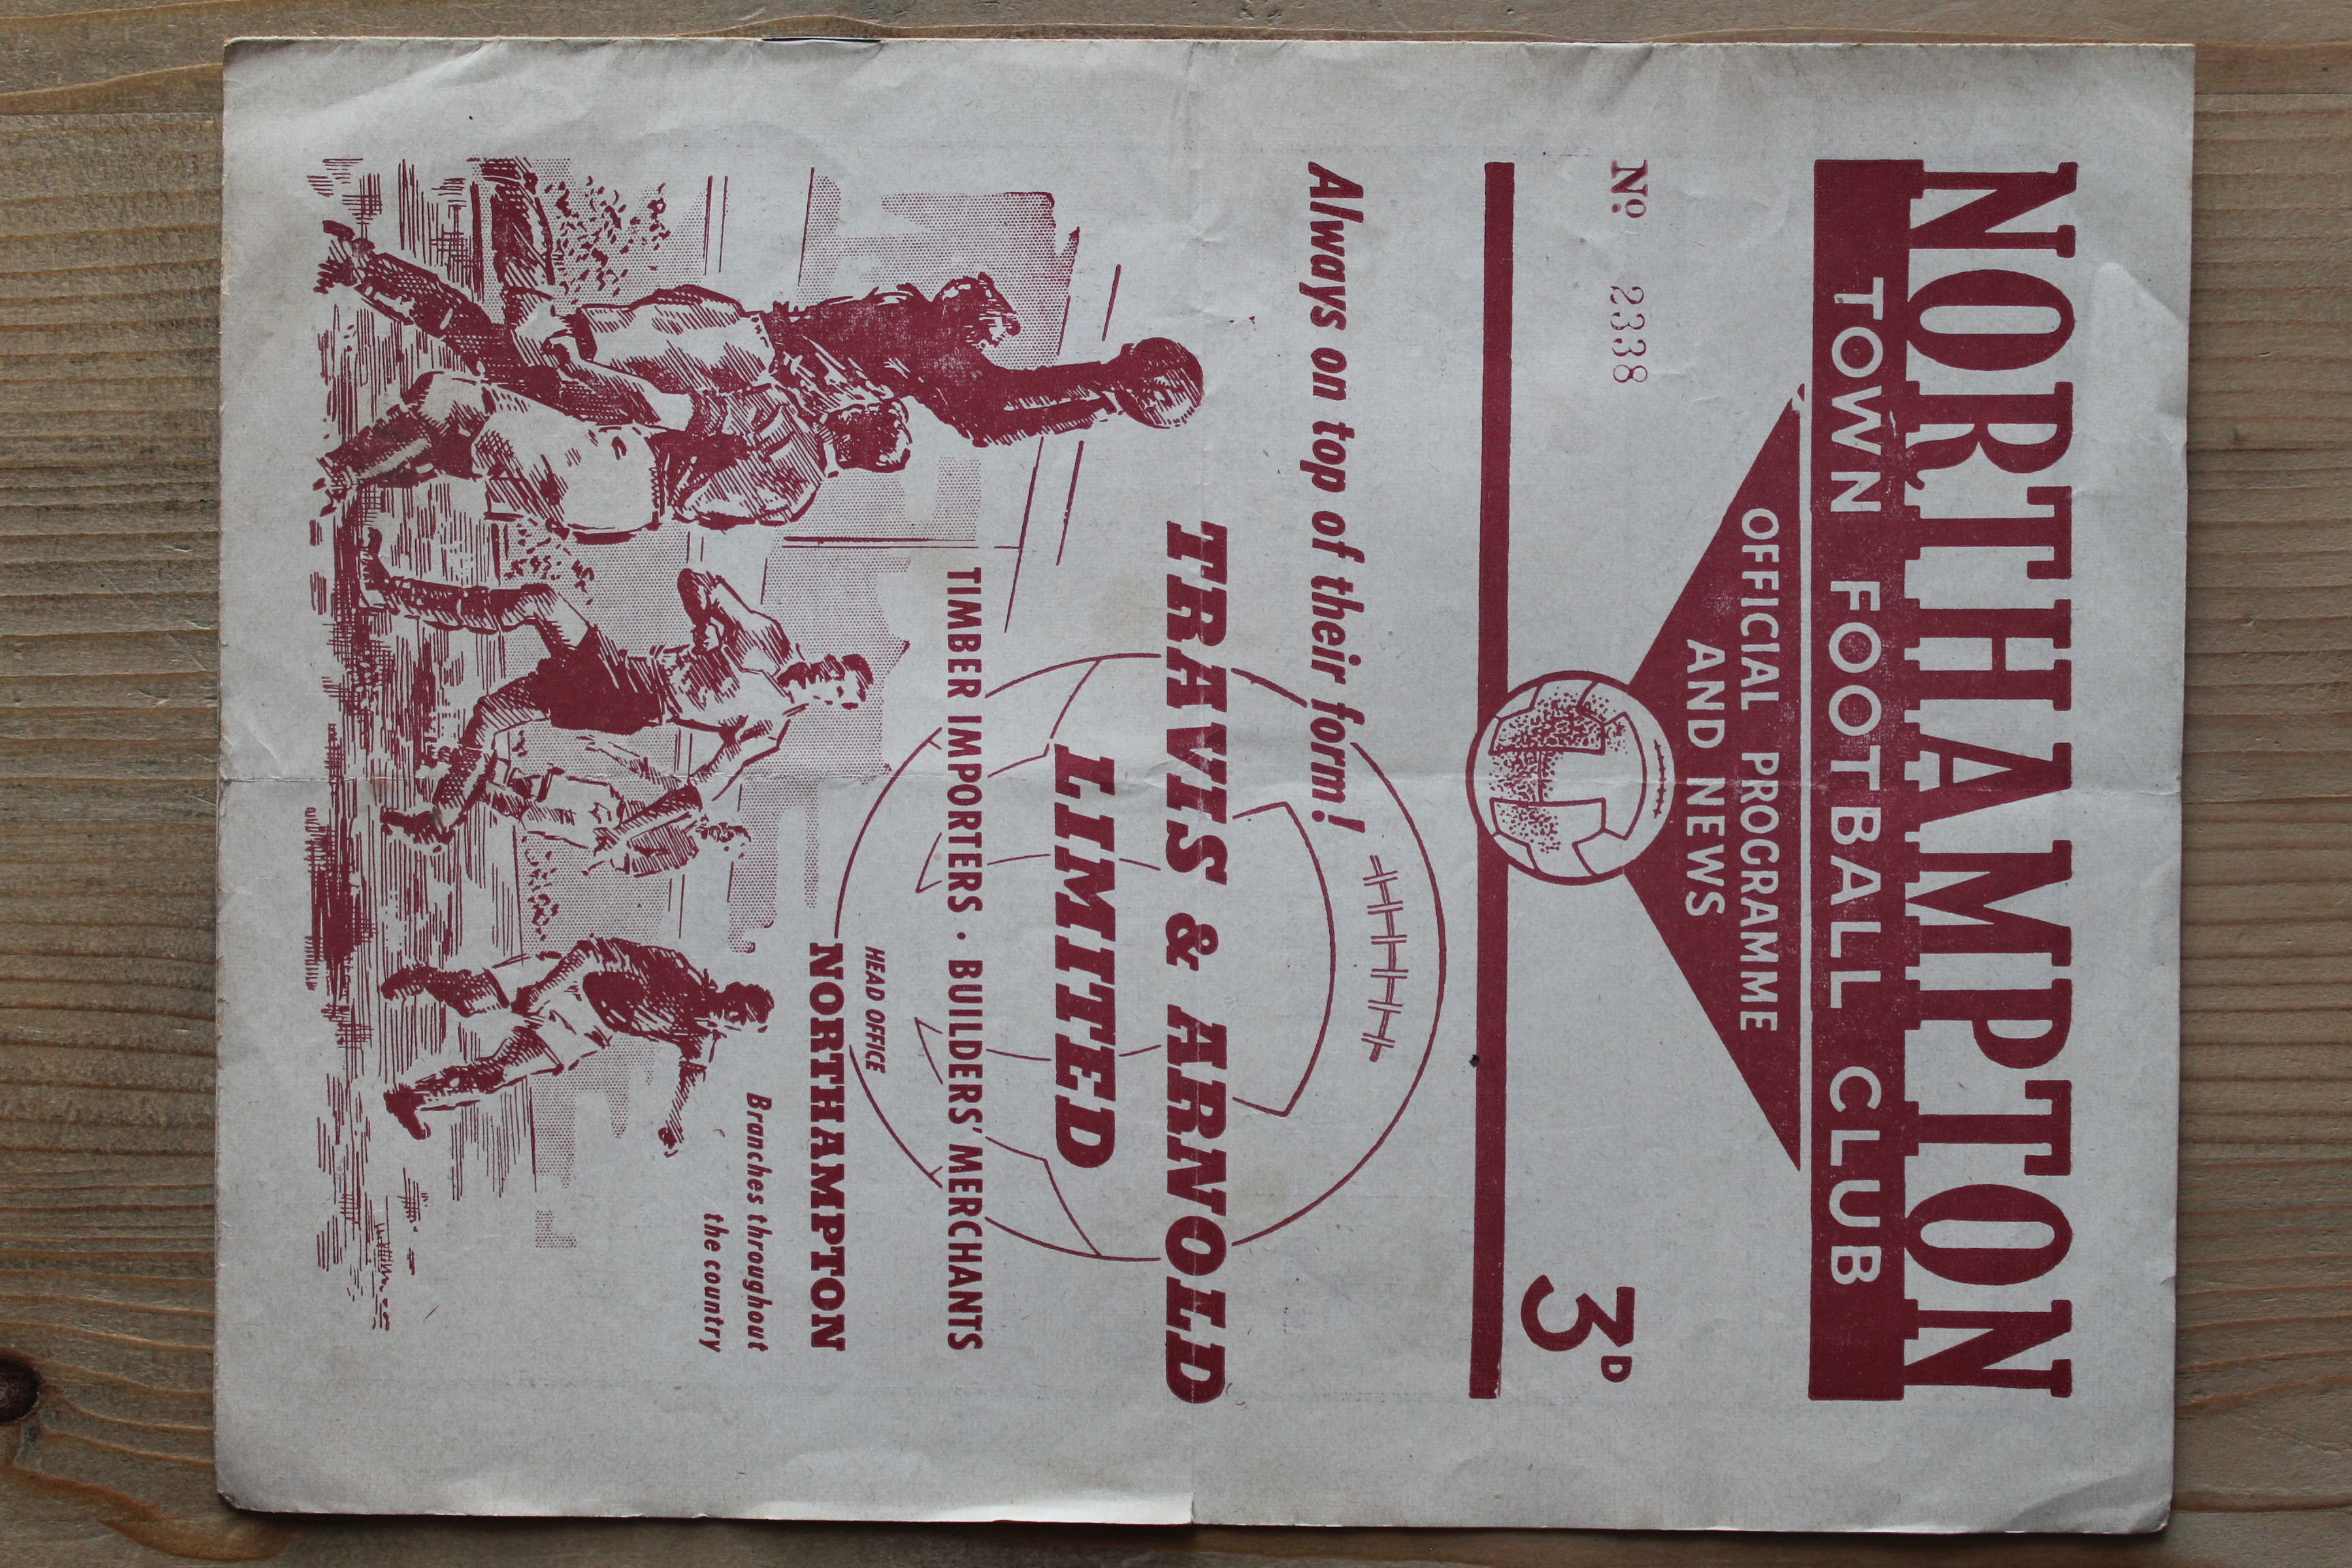 NORTHAMPTON
TOWN FOOTBALL CLUB
OFFICIAL PROGRAMME
AND NEWS
No. 2338
3D
Always on top of their form!
TRAVIS & ARNOLD
LIMITED
TIMBER IMPORTERS · BUILDERS' MERCHANTS
HEAD OFFICE
NORTHAMPTON
Branches throughout
the country